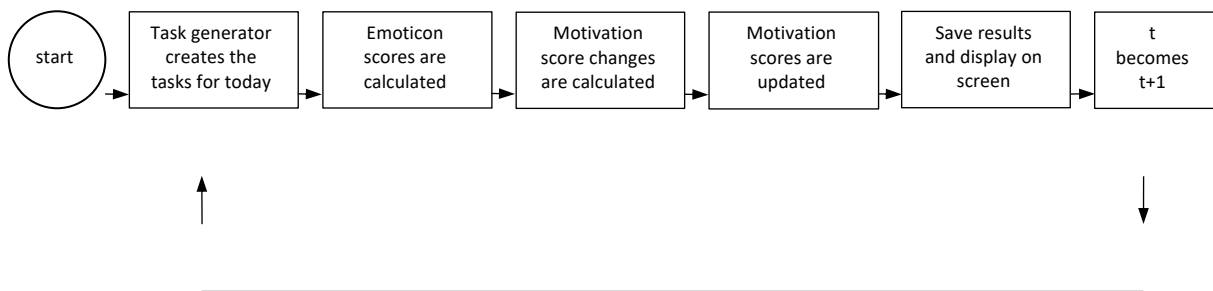 start
Task generator
creates the
tasks for today
Emoticon
scores are
calculated
Motivation
score changes
are calculated
Motivation
scores are
updated
Save results
and display on
screen
t
becomes
t+1